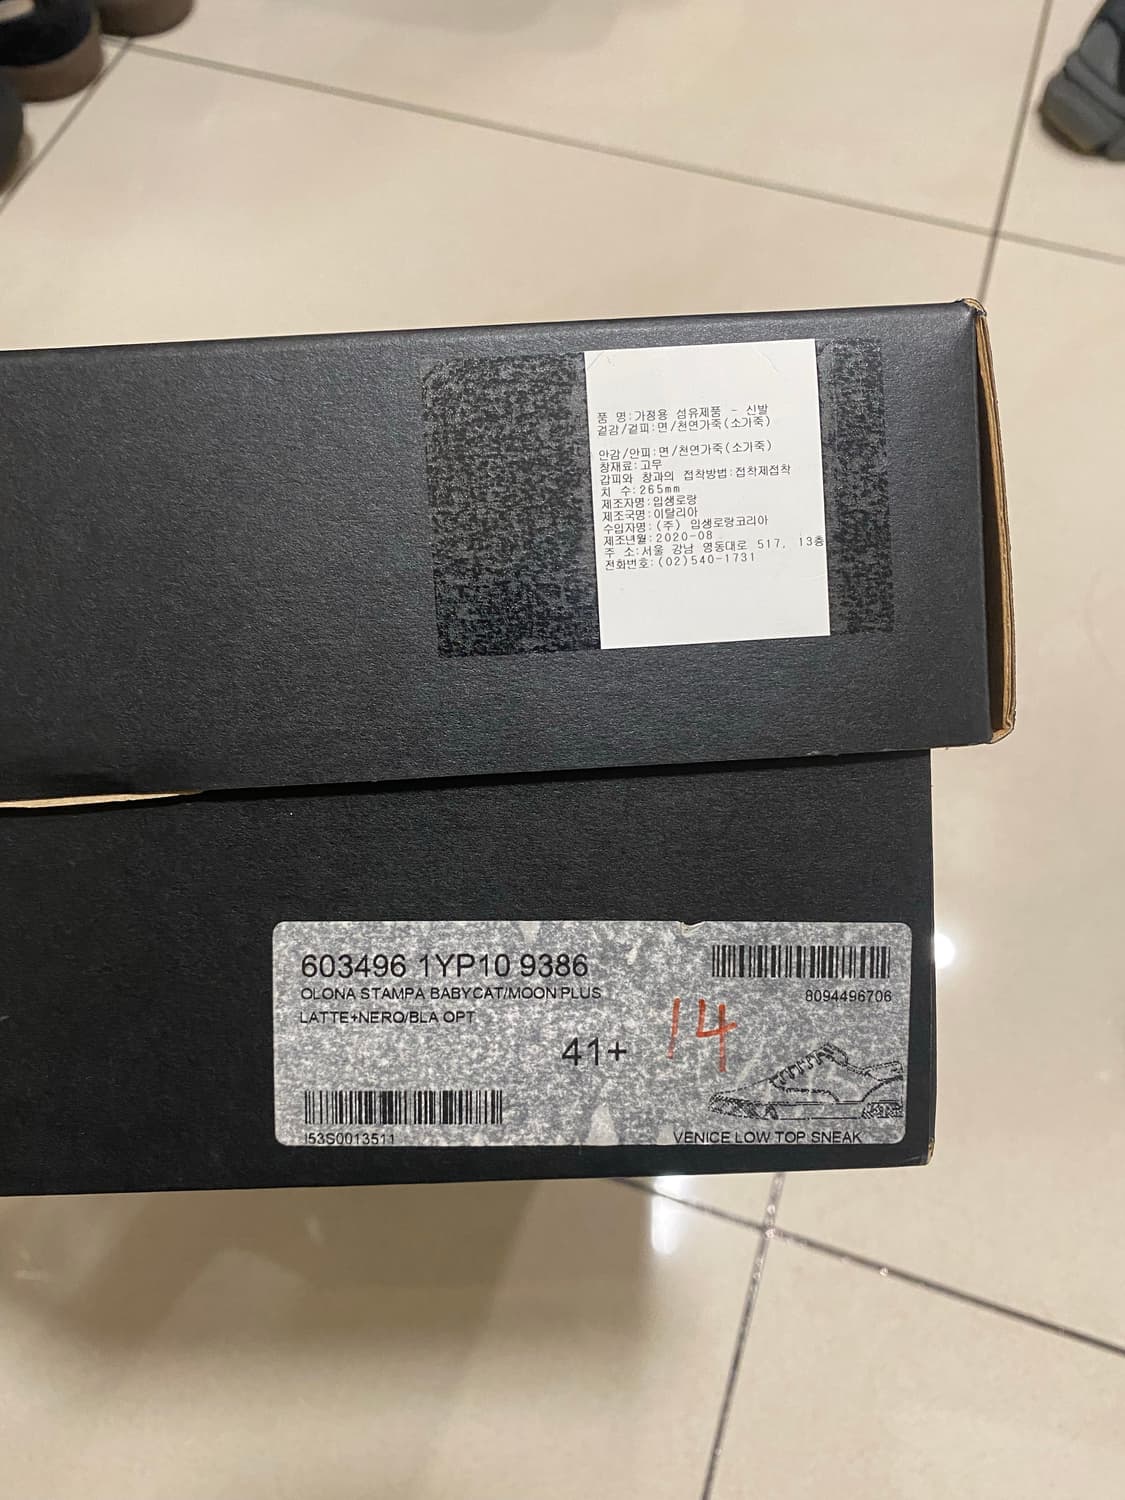 품 명:가정용 섬유제품 - 신발
겉감/겉피:면/천연가죽(소가죽)
안감/안피:면/천연가죽(소가죽)
창재료:고무
갑피와 창과의 접착방법:접착제접착
치 수:265mm
제조자명:입생로랑
제조국명:이탈리아
수입자명:(주) 입생로랑코리아
제조년월:2020-08
주 소:서울 강남 영동대로 517, 13층
전화번호:(02)540-1731
603496 1YP10 9386
OLONA STAMPA BABYCAT/MOON PLUS
LATTE+NERO/BLA OPT
8094496706
41+
14
I53S0013511
VENICE LOW TOP SNEAK